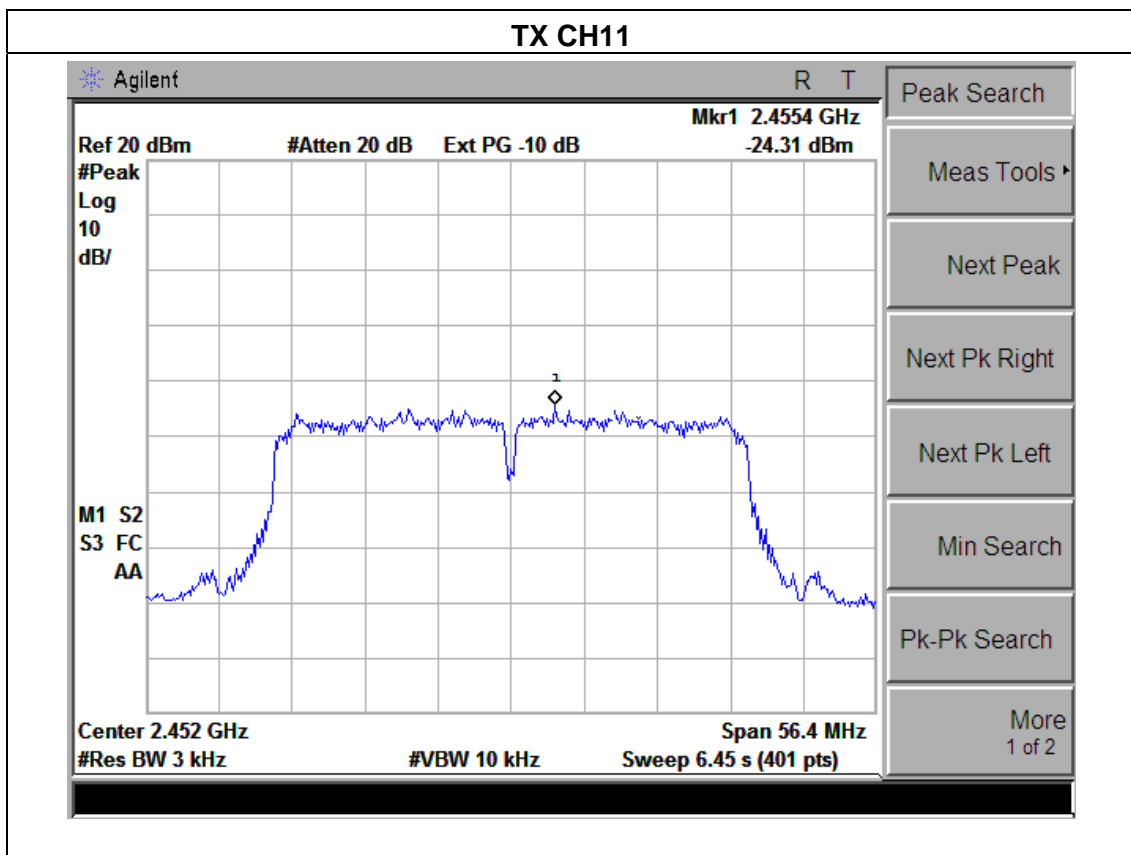 TX CH11
Agilent R T
Mkr1 2.4554 GHz
Ref 20 dBm #Atten 20 dB Ext PG -10 dB -24.31 dBm
#Peak
Log
10
dB/
1
M1 S2
S3 FC
AA
Center 2.452 GHz Span 56.4 MHz
#Res BW 3 kHz #VBW 10 kHz Sweep 6.45 s (401 pts)
Peak Search
Meas Tools
Next Peak
Next Pk Right
Next Pk Left
Min Search
Pk-Pk Search
More
1 of 2